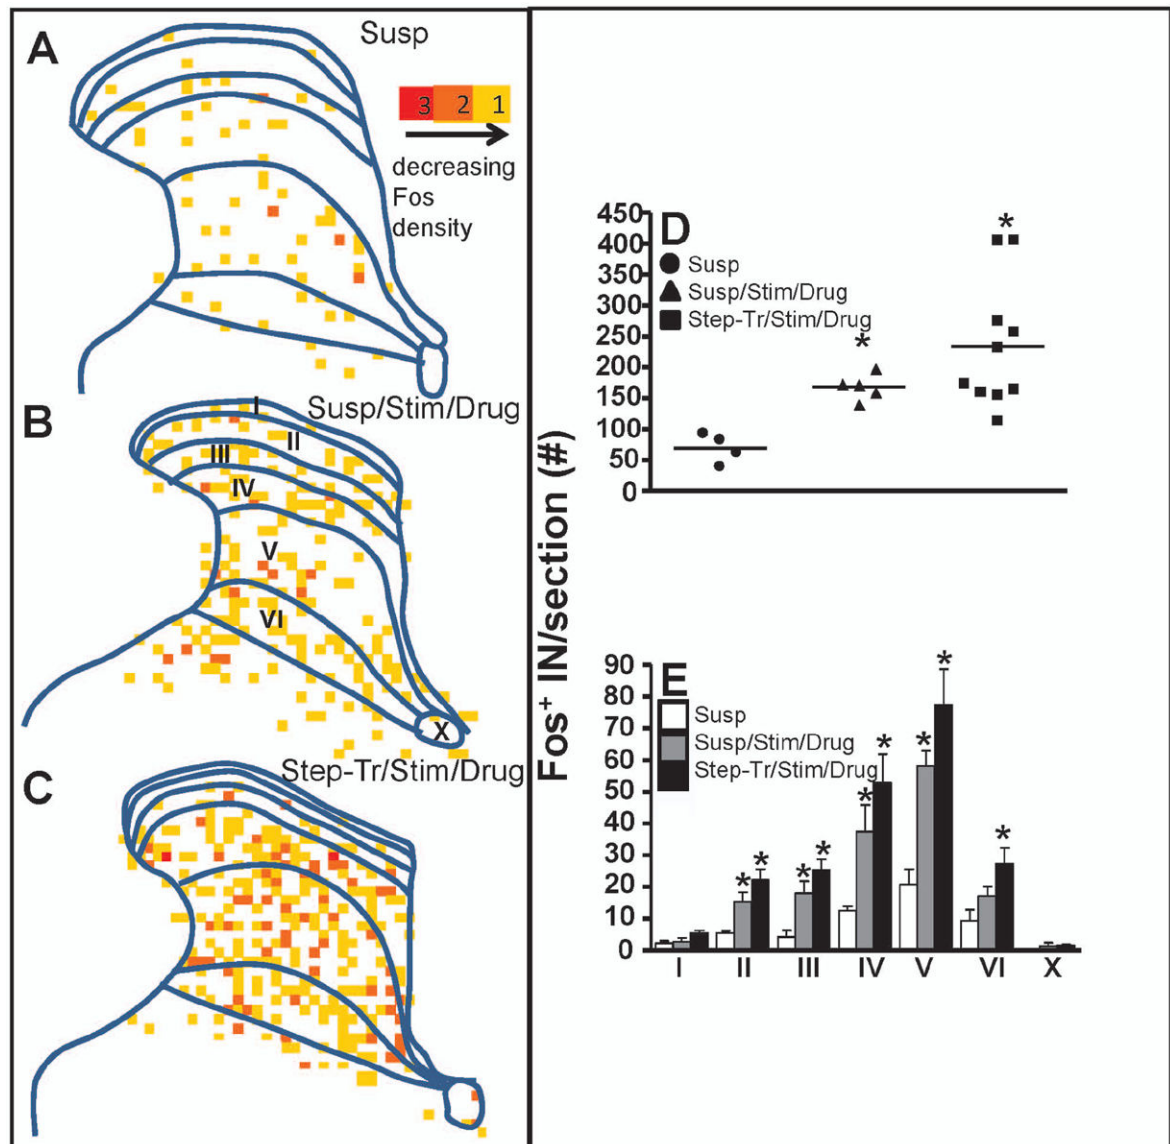 A
Susp
3 2 1
decreasing
Fos
density
B
Susp/Stim/Drug
I
II
III
IV
V
VI
X
C
Step-Tr/Stim/Drug
Fos⁺ IN/section (#)
D
Susp
Susp/Stim/Drug
Step-Tr/Stim/Drug
450
400
350
300
250
200
150
100
50
0
*
*
E
Susp
Susp/Stim/Drug
Step-Tr/Stim/Drug
90
80
70
60
50
40
30
20
10
0
* * * * * * * * *
I II III IV V VI X